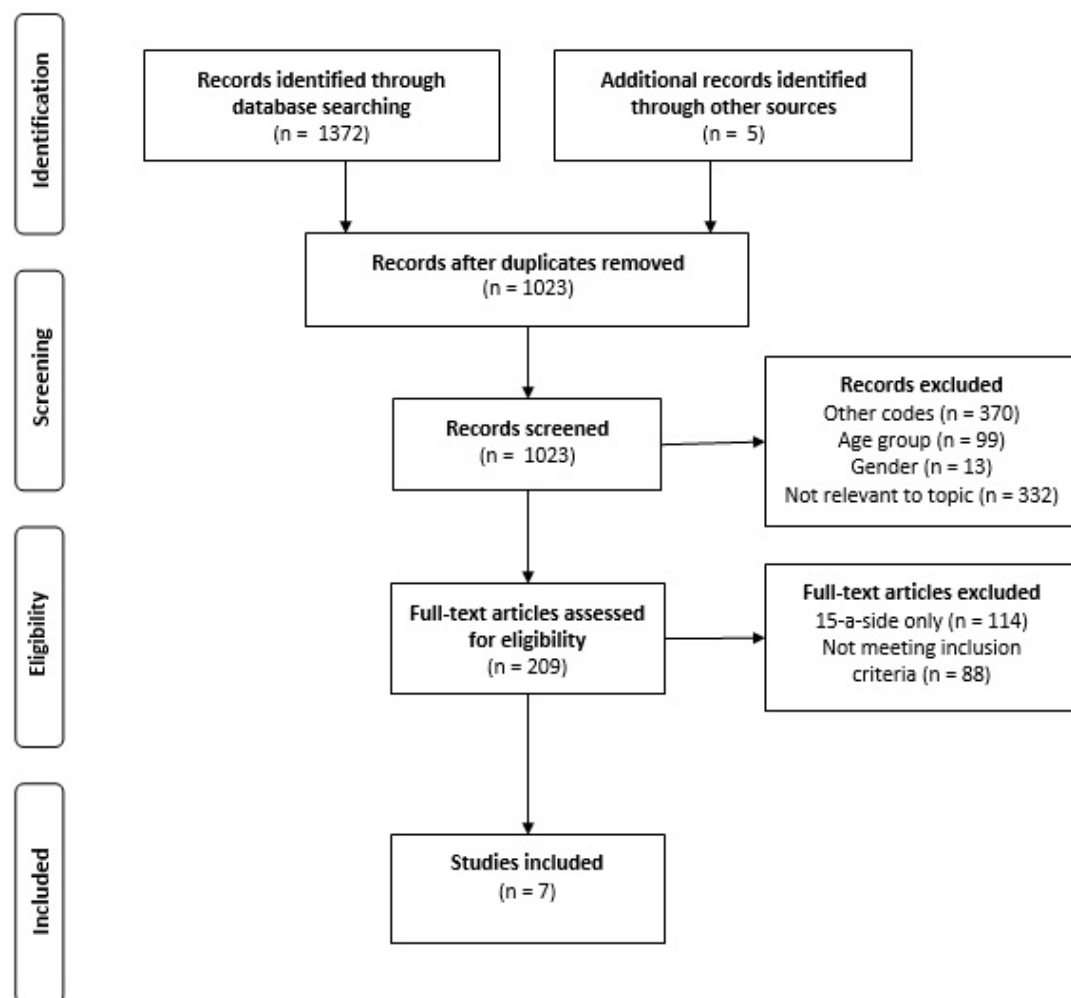 Identification
Records identified through
database searching
(n = 1372)
Additional records identified
through other sources
(n = 5)
Records after duplicates removed
(n = 1023)
Screening
Records screened
(n = 1023)
Records excluded
Other codes (n = 370)
Age group (n = 99)
Gender (n = 13)
Not relevant to topic (n = 332)
Eligibility
Full-text articles assessed
for eligibility
(n = 209)
Full-text articles excluded
15-a-side only (n = 114)
Not meeting inclusion
criteria (n = 88)
Included
Studies included
(n = 7)